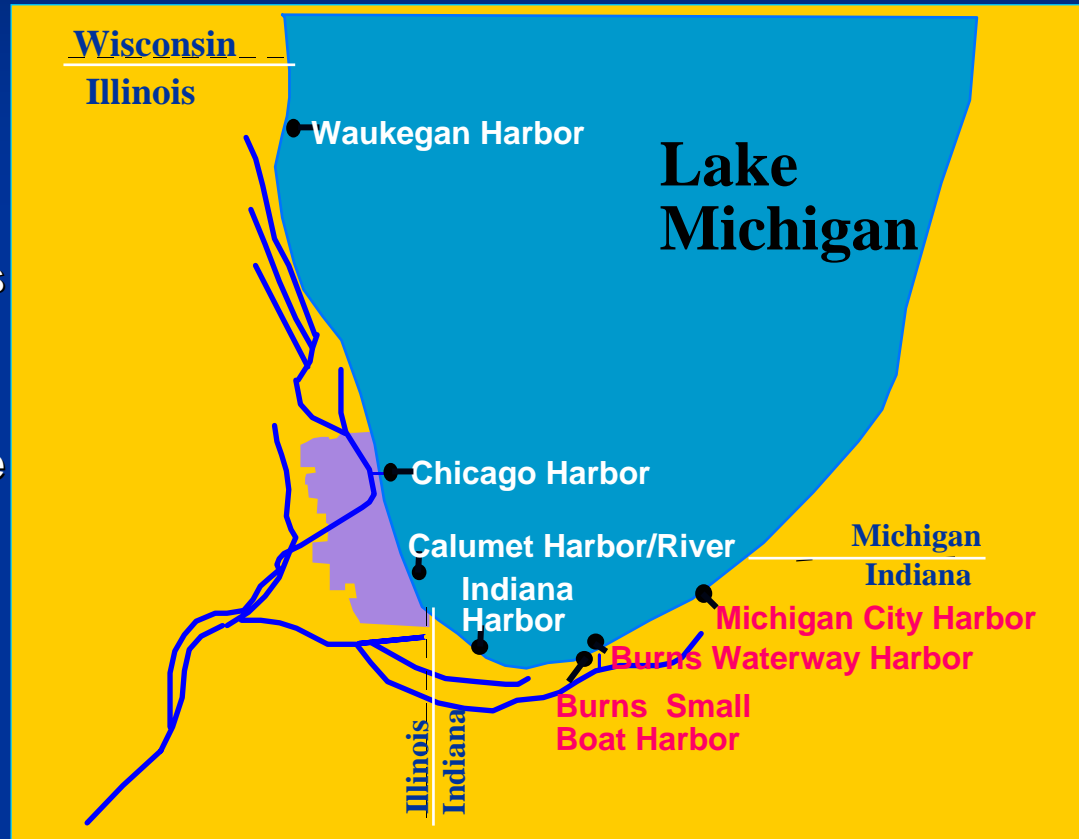 Wisconsin
Illinois
Waukegan Harbor
Lake
Michigan
s
e
Chicago Harbor
Calumet Harbor/River
Indiana
Harbor
Michigan
Indiana
Michigan City Harbor
Burns Waterway Harbor
Burns Small
Boat Harbor
Illinois
Indiana